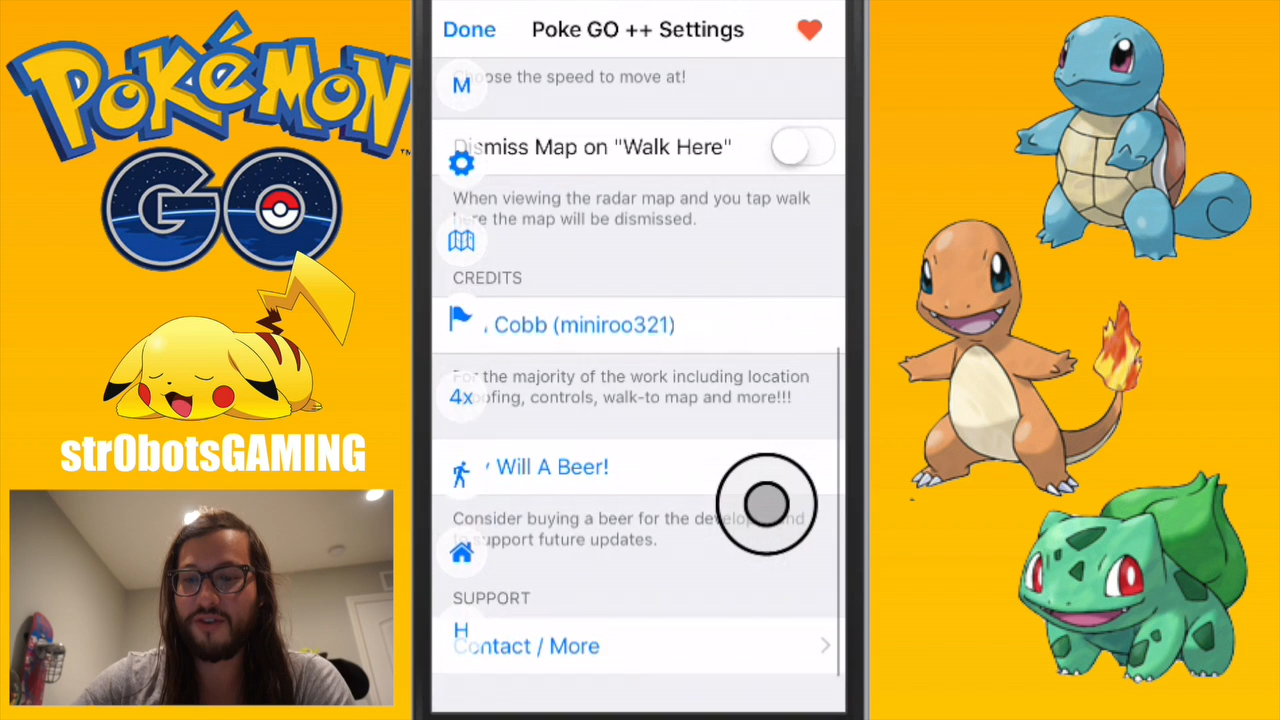 POKéMON
GO
TM
str0botsGAMING
Done
Poke GO ++ Settings
oose the speed to move at!
M
Dismiss Map on "Walk Here"
When viewing the radar map and you tap walk
here the map will be dismissed.
CREDITS
. Cobb (miniroo321)
For the majority of the work including location
ofing, controls, walk-to map and more!!!
4x
Will A Beer!
Consider buying a beer for the and
support future updates.
SUPPORT
H
Contact / More